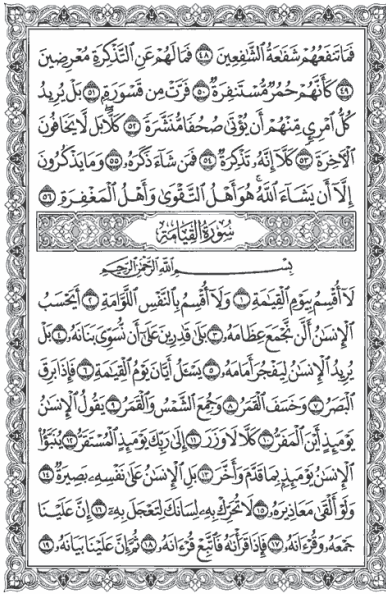 فَمَا تَنفَعُهُمْ شَفَٰعَةُ ٱلشَّٰفِعِينَ ٤٨ فَمَا لَهُمْ عَنِ ٱلتَّذْكِرَةِ مُعْرِضِينَ
٤٩ كَأَنَّهُمْ حُمُرٌ مُّسْتَنفِرَةٌ ٥٠ فَرَّتْ مِن قَسْوَرَةٍۭ ٥١ بَلْ يُرِيدُ
كُلُّ ٱمْرِئٍ مِّنْهُمْ أَن يُؤْتَىٰ صُحُفًا مُّنَشَّرَةً ٥٢ كَلَّا بَل لَّا يَخَافُونَ
ٱلْءَاخِرَةَ ٥٣ كَلَّآ إِنَّهُۥ تَذْكِرَةٌ ٥٤ فَمَن شَآءَ ذَكَرَهُۥ ٥٥ وَمَا يَذْكُرُونَ
إِلَّآ أَن يَشَآءَ ٱللَّهُ هُوَ أَهْلُ ٱلتَّقْوَىٰ وَأَهْلُ ٱلْمَغْفِرَةِ ٥٦
سُورَةُ ٱلْقِيَامَةِ
بِسْمِ ٱللَّهِ ٱلرَّحْمَٰنِ ٱلرَّحِيمِ
لَآ أُقْسِمُ بِيَوْمِ ٱلْقِيَٰمَةِ ١ وَلَآ أُقْسِمُ بِٱلنَّفْسِ ٱللَّوَّامَةِ ٢ أَيَحْسَبُ
ٱلْإِنسَٰنُ أَلَّن نَّجْمَعَ عِظَامَهُۥ ٣ بَلَىٰ قَٰدِرِينَ عَلَىٰٓ أَن نُّسَوِّىَ بَنَانَهُۥ ٤ بَلْ
يُرِيدُ ٱلْإِنسَٰنُ لِيَفْجُرَ أَمَامَهُۥ ٥ يَسْـَٔلُ أَيَّانَ يَوْمُ ٱلْقِيَٰمَةِ ٦ فَإِذَا بَرِقَ
ٱلْبَصَرُ ٧ وَخَسَفَ ٱلْقَمَرُ ٨ وَجُمِعَ ٱلشَّمْسُ وَٱلْقَمَرُ ٩ يَقُولُ ٱلْإِنسَٰنُ
يَوْمَئِذٍ أَيْنَ ٱلْمَفَرُّ ١٠ كَلَّا لَا وَزَرَ ١١ إِلَىٰ رَبِّكَ يَوْمَئِذٍ ٱلْمُسْتَقَرُّ ١٢ يُنَبَّؤُا۟
ٱلْإِنسَٰنُ يَوْمَئِذٍۭ بِمَا قَدَّمَ وَأَخَّرَ ١٣ بَلِ ٱلْإِنسَٰنُ عَلَىٰ نَفْسِهِۦ بَصِيرَةٌ ١٤
وَلَوْ أَلْقَىٰ مَعَاذِيرَهُۥ ١٥ لَا تُحَرِّكْ بِهِۦ لِسَانَكَ لِتَعْجَلَ بِهِۦٓ ١٦ إِنَّ عَلَيْنَا
جَمْعَهُۥ وَقُرْءَانَهُۥ ١٧ فَإِذَا قَرَأْنَٰهُ فَٱتَّبِعْ قُرْءَانَهُۥ ١٨ ثُمَّ إِنَّ عَلَيْنَا بَيَانَهُۥ ١٩